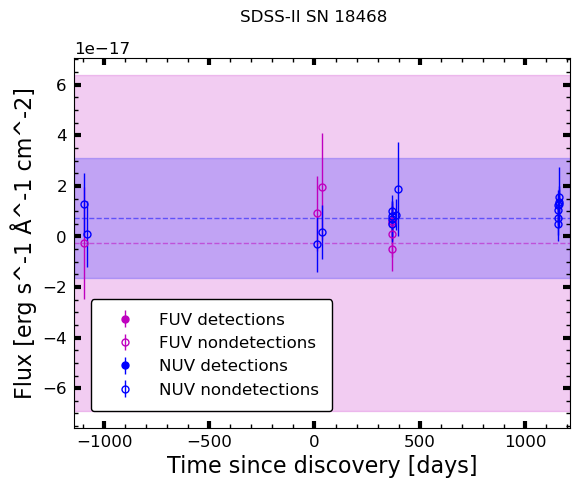 SDSS-II SN 18468
1e−17
6
4
2
0
−2
−4
−6
Flux [erg s^-1 Å^-1 cm^-2]
FUV detections
FUV nondetections
NUV detections
NUV nondetections
−1000 −500 0 500 1000
Time since discovery [days]